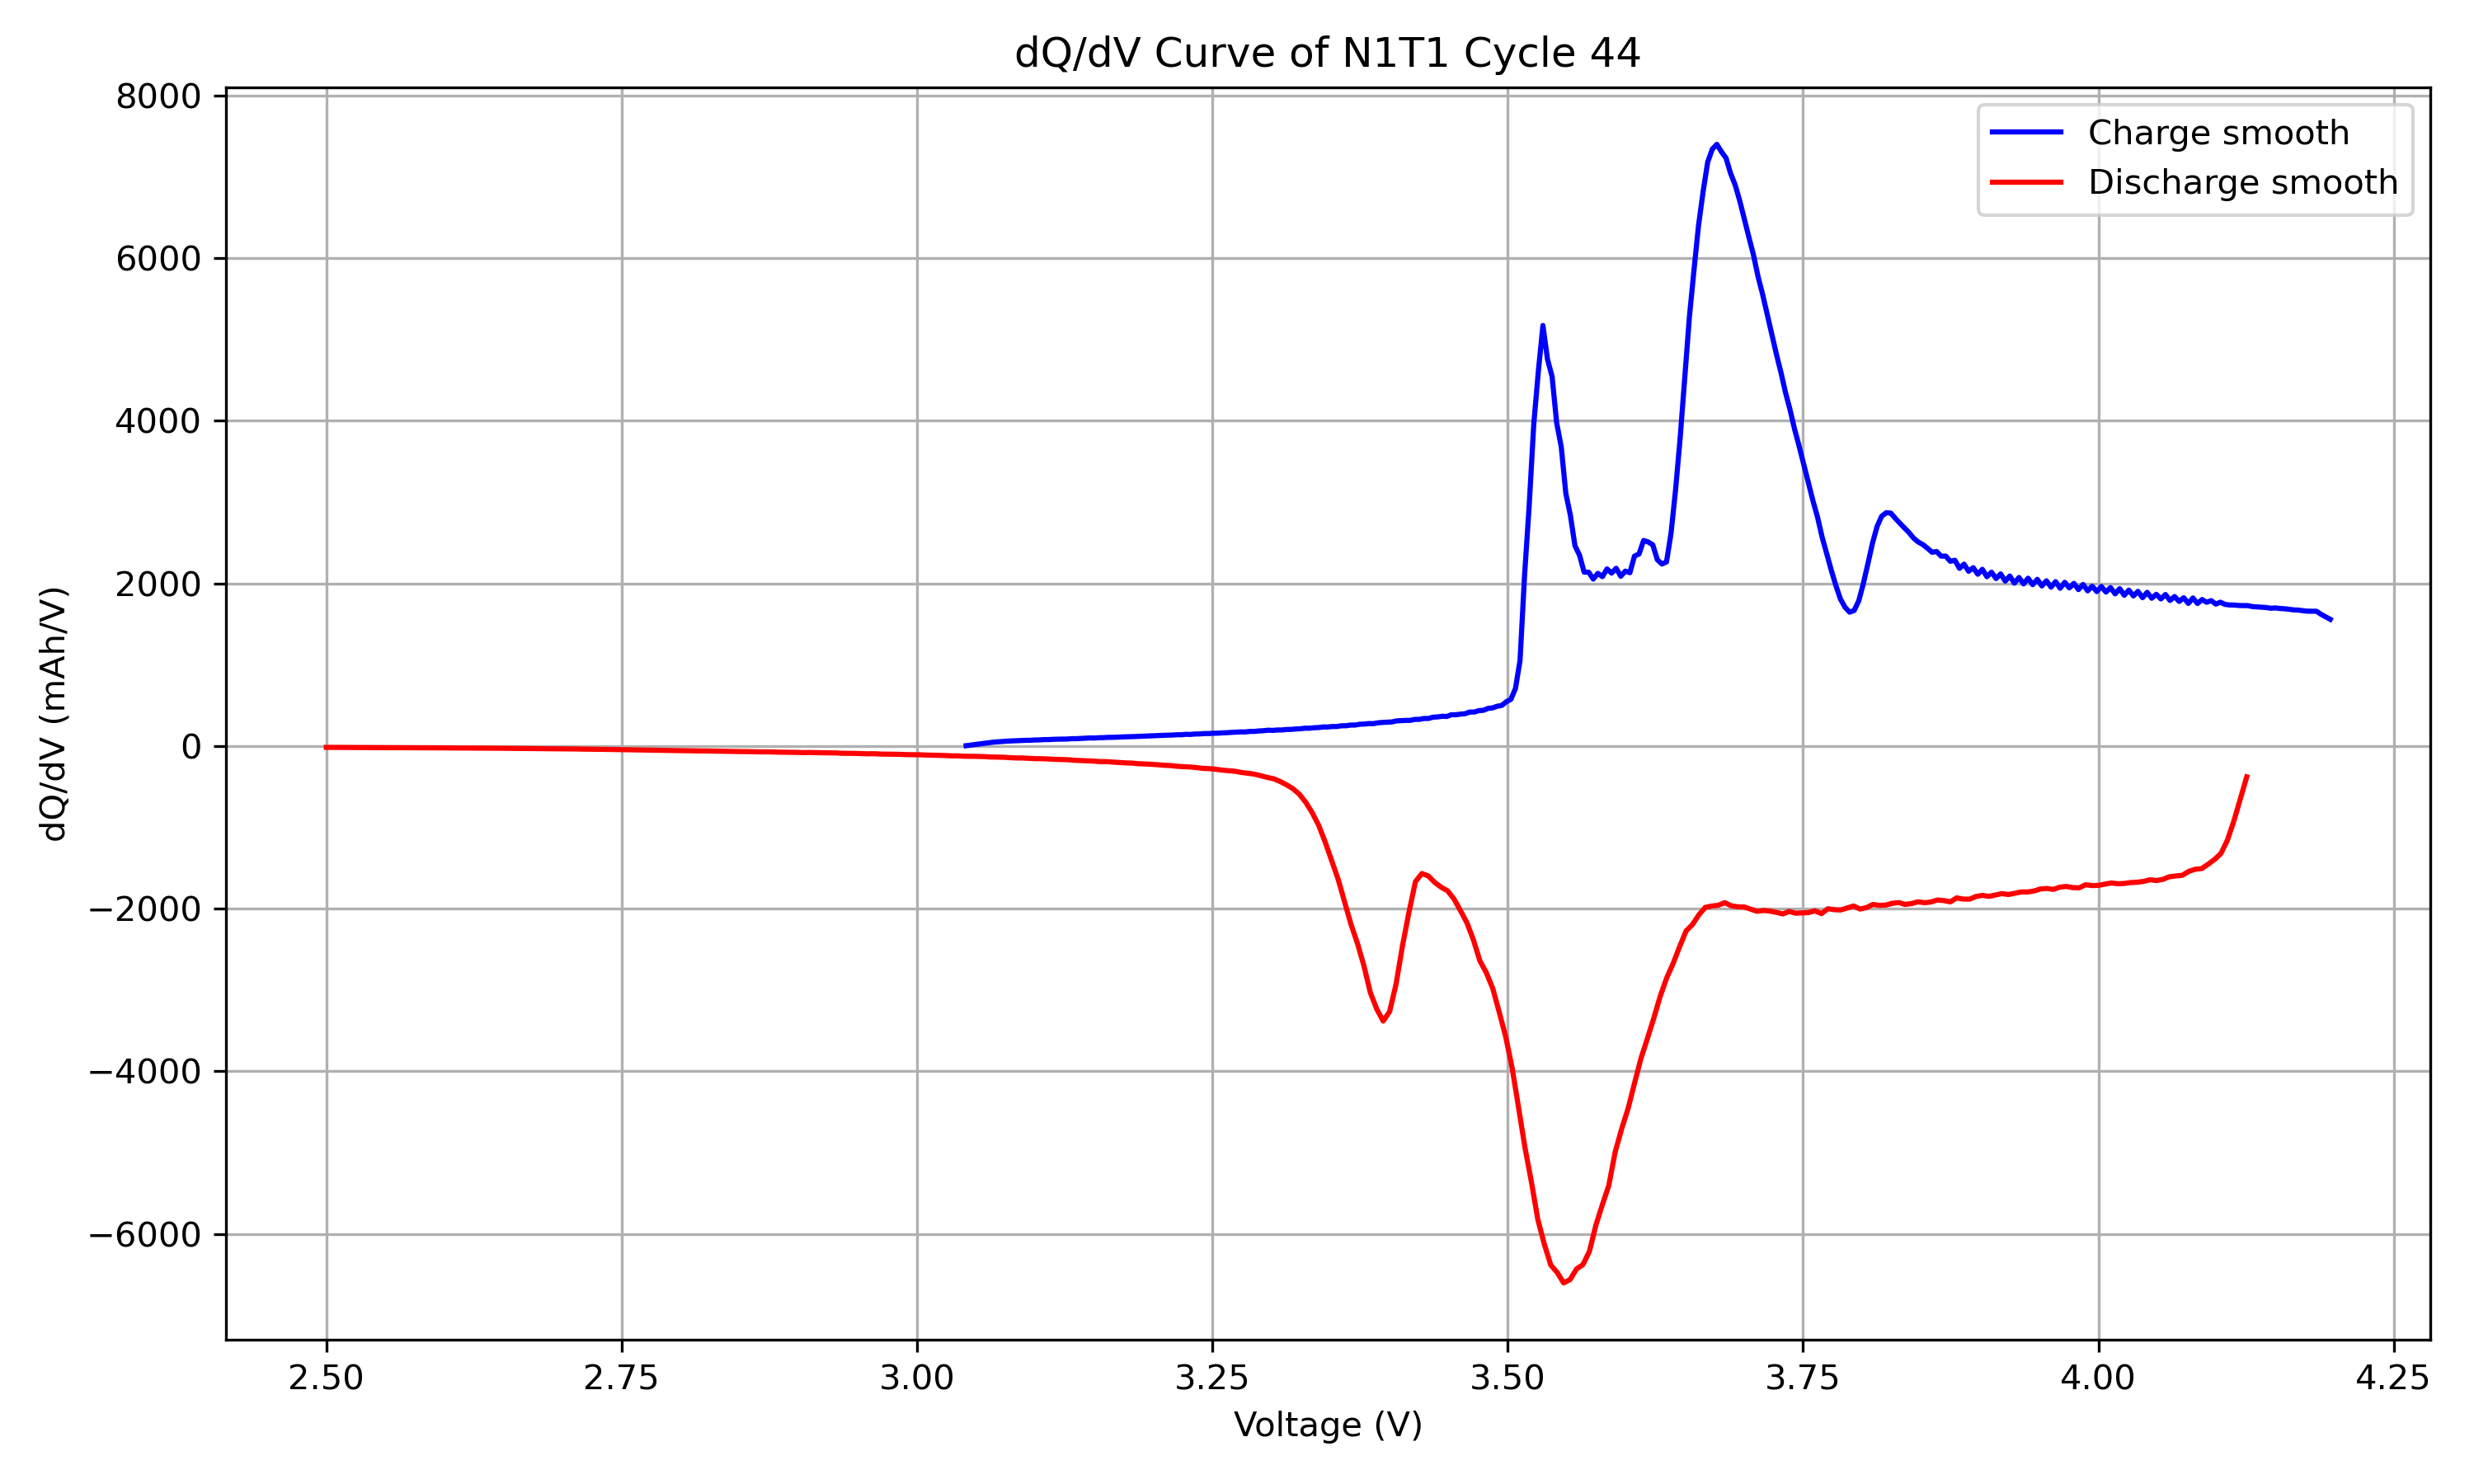 dQ/dV Curve of N1T1 Cycle 44
8000
6000
4000
2000
0
−2000
−4000
−6000
dQ/dV (mAh/V)
Charge smooth
Discharge smooth
2.50 2.75 3.00 3.25 3.50 3.75 4.00 4.25
Voltage (V)